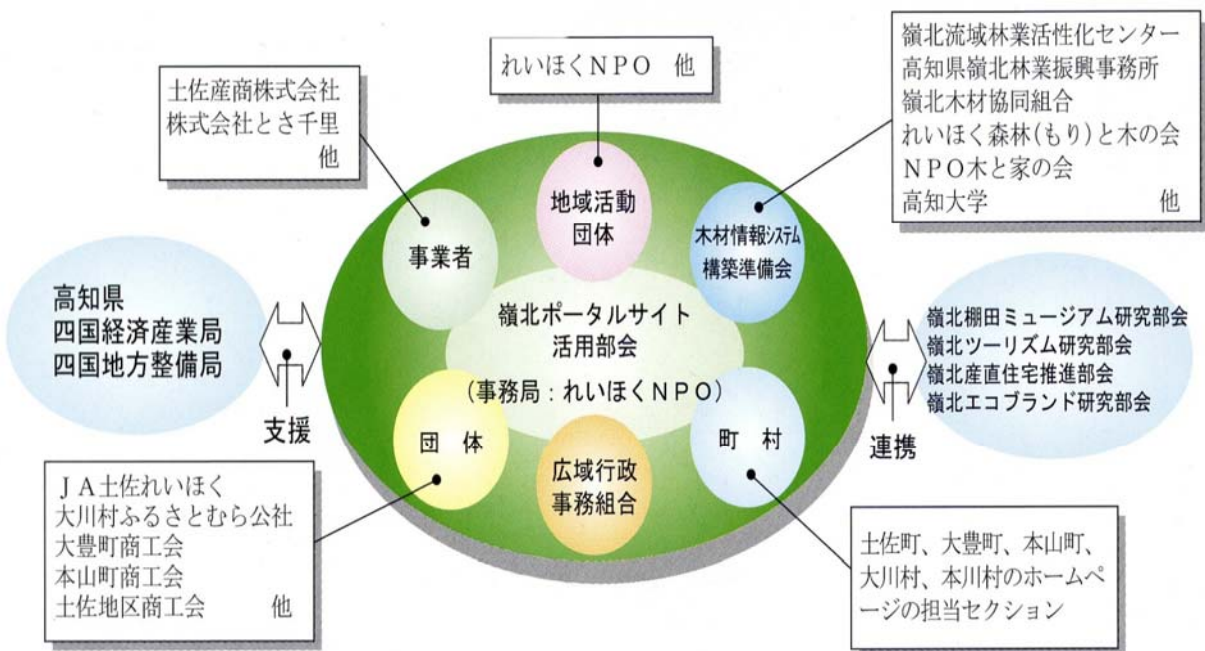 れいほくNPO 他
土佐産商株式会社
株式会社とさ千里
他
嶺北流域林業活性化センター
高知県嶺北林業振興事務所
嶺北木材協同組合
れいほく森林(もり)と木の会
NPO木と家の会
高知大学 他
地域活動
団体
事業者
木材情報システム
構築準備会
嶺北ポータルサイト
活用部会
(事務局:れいほくNPO)
高知県
四国経済産業局
四国地方整備局
支援
嶺北棚田ミュージアム研究部会
嶺北ツーリズム研究部会
嶺北産直住宅推進部会
嶺北エコブランド研究部会
連携
団 体
広域行政
事務組合
町 村
JA土佐れいほく
大川村ふるさとむら公社
大豊町商工会
本山町商工会
土佐地区商工会 他
土佐町、大豊町、本山町、
大川村、本川村のホームペ
ージの担当セクション